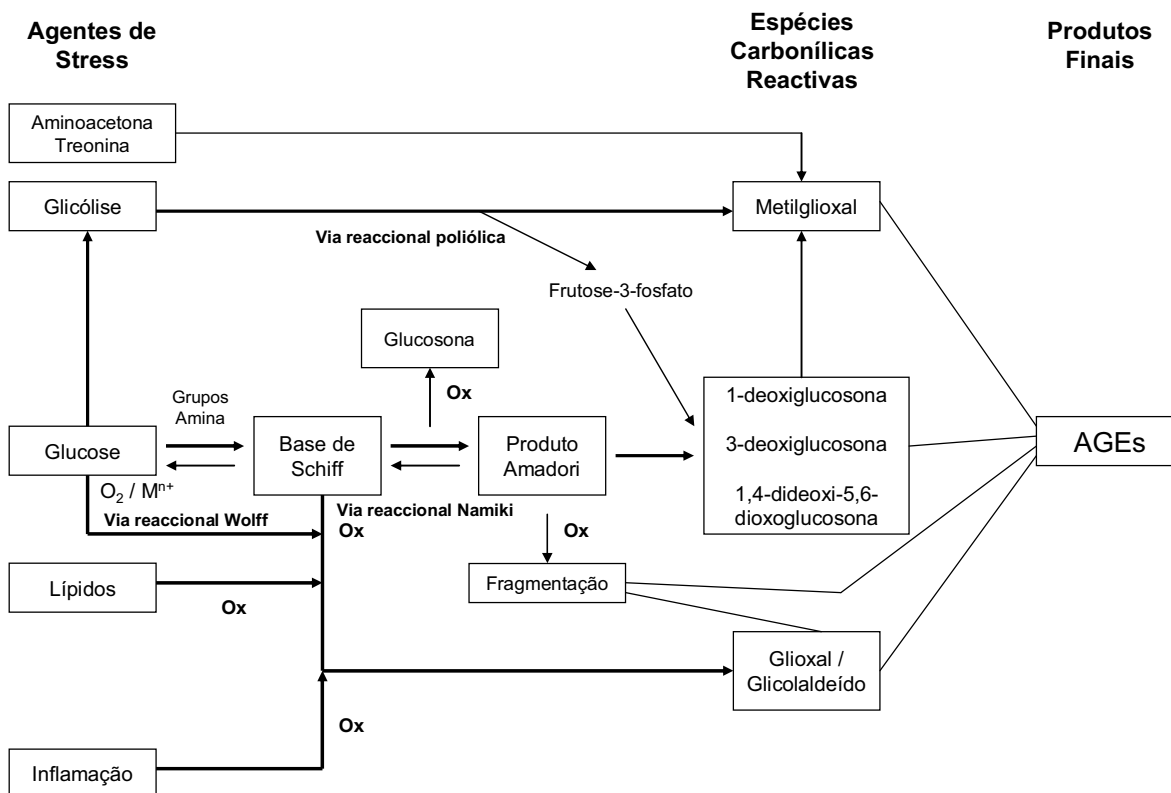 Agentes de
Stress
Espécies
Carbonílicas
Reactivas
Produtos
Finais
Aminoacetona
Treonina
Glicólise
Metilglioxal
Via reaccional poliólica
Frutose-3-fosfato
Glucosona
Ox
Grupos
Amina
Glucose
Base de
Schiff
Produto
Amadori
1-deoxiglucosona
3-deoxiglucosona
1,4-dideoxi-5,6-
dioxoglucosona
AGEs
O₂ / Mⁿ⁺
Via reaccional Wolff
Via reaccional Namiki
Ox
Ox
Lípidos
Ox
Fragmentação
Glioxal /
Glicolaldeído
Ox
Inflamação